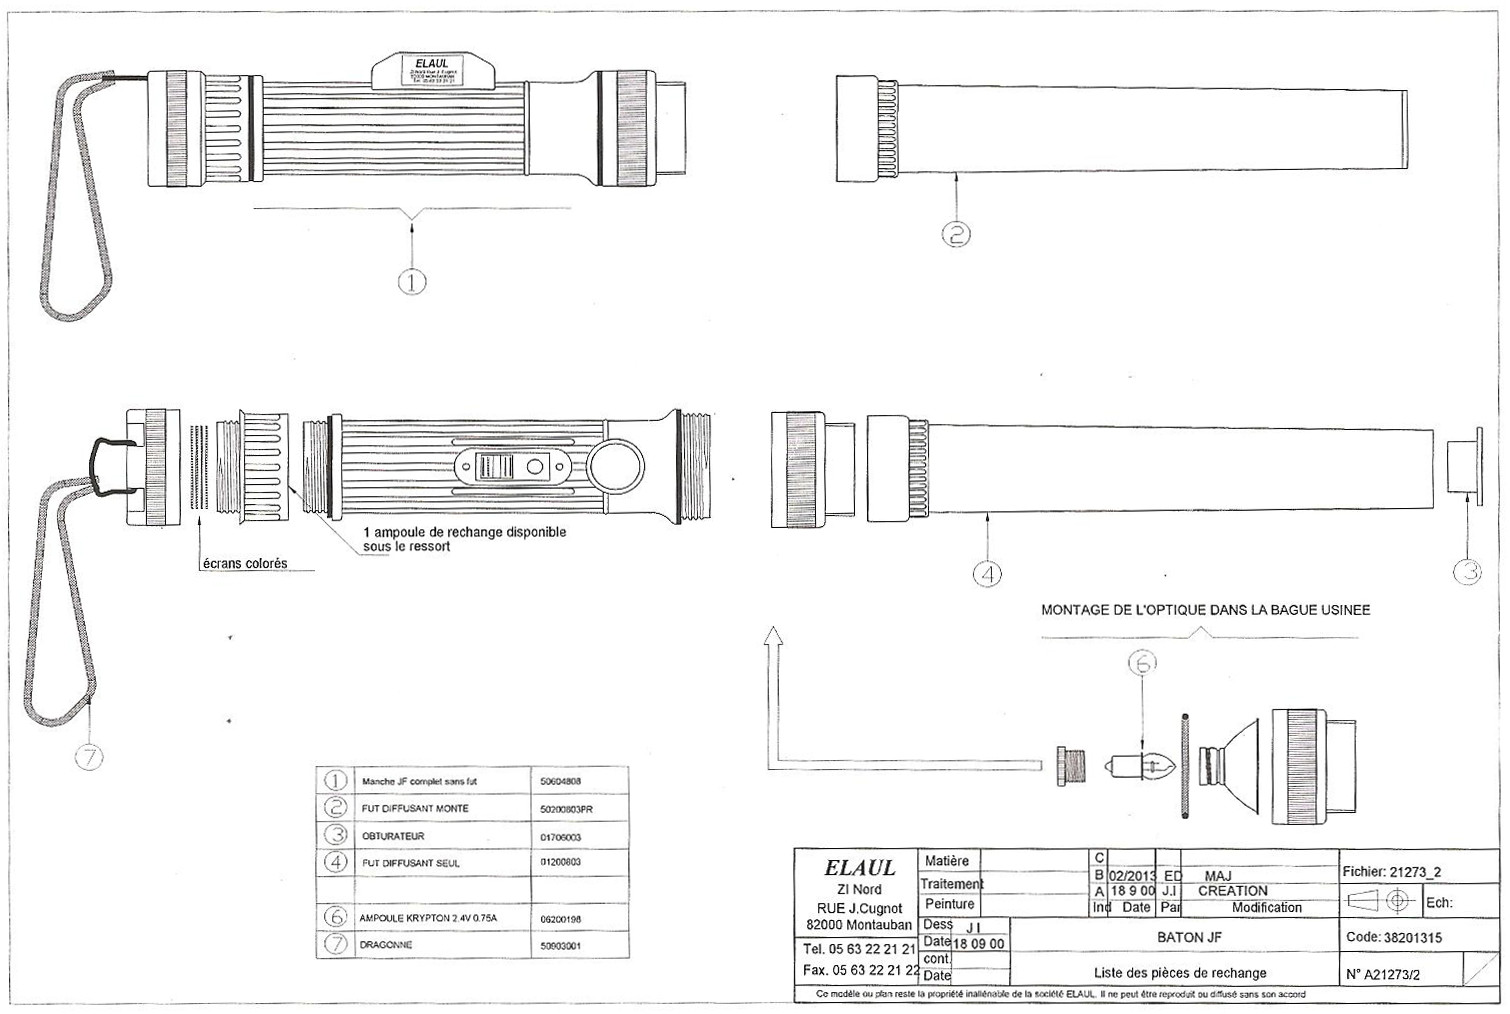 ELAUL
ZI Nord Rue J. Cugnot
82000 MONTAUBAN
Tel. 05 63 22 21 21
1
2
1 ampoule de rechange disponible
sous le ressort
écrans colorés
4
3
MONTAGE DE L'OPTIQUE DANS LA BAGUE USINEE
6
7
1 Manche JF complet sans fut 50604808
2 FUT DIFFUSANT MONTE 50200803PR
3 OBTURATEUR 01706003
4 FUT DIFFUSANT SEUL 01200803
6 AMPOULE KRYPTON 2.4V 0.75A 06200198
7 DRAGONNE 50903001
ELAUL
ZI Nord
RUE J.Cugnot
82000 Montauban
Tel. 05 63 22 21 21
Fax. 05 63 22 21 22
Matière
Traitement
Peinture
Dess J I
Date 18 09 00
cont.
Date
C
B 02/2013 ED MAJ
A 18 9 00 J.I CREATION
Ind Date Par Modification
BATON JF
Liste des pièces de rechange
Fichier: 21273_2
Ech:
Code: 38201315
N° A21273/2
Ce modèle ou plan reste la propriété inaliénable de la société ELAUL. Il ne peut être reproduit ou diffusé sans son accord